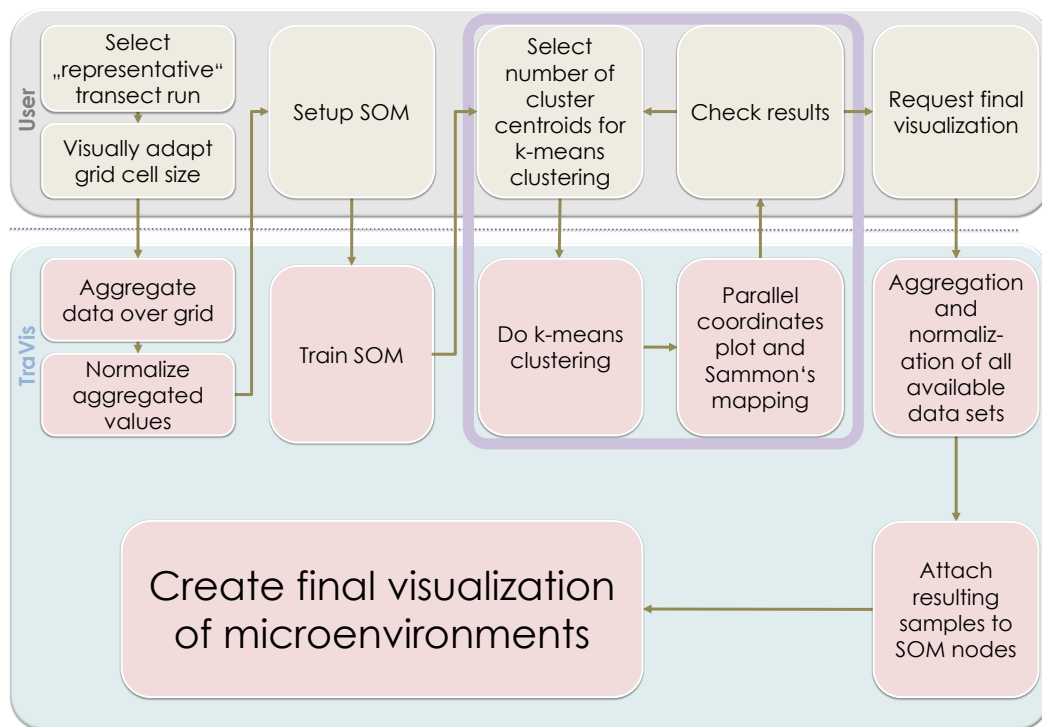 User
Select
„representative“
transect run
Visually adapt
grid cell size
Setup SOM
Select
number of
cluster
centroids for
k-means
clustering
Check results
Request final
visualization
TraVis
Aggregate
data over grid
Normalize
aggregated
values
Train SOM
Do k-means
clustering
Parallel
coordinates
plot and
Sammon‘s
mapping
Aggregation
and
normaliz-
ation of all
available
data sets
Attach
resulting
samples to
SOM nodes
Create final visualization
of microenvironments